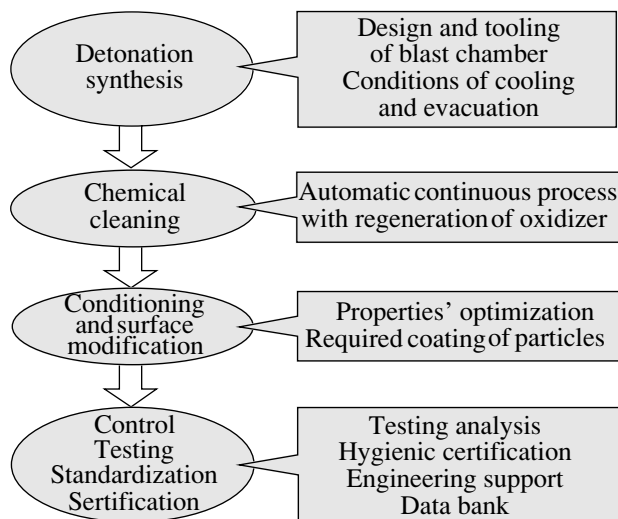 Detonation
synthesis
Design and tooling
of blast chamber
Conditions of cooling
and evacuation
Chemical
cleaning
Automatic continuous process
with regeneration of oxidizer
Conditioning
and surface
modification
Properties’ optimization
Required coating of particles
Control
Testing
Standardization
Sertification
Testing analysis
Hygienic certification
Engineering support
Data bank